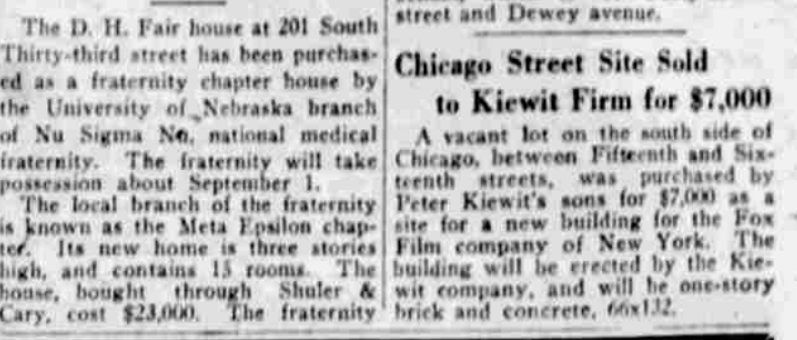 The D. H. Fair house at 201 South
Thirty-third street has been purchas-
ed as a fraternity chapter house by
the University of Nebraska branch
of Nu Sigma No, national medical
fraternity. The fraternity will take
possession about September 1.
The local branch of the fraternity
is known as the Meta Epsilon chap-
ter. Its new home is three stories
high, and contains 15 rooms. The
house, bought through Shuler &
Cary, cost $23,000. The fraternity
street and Dewey avenue.
Chicago Street Site Sold
to Kiewit Firm for $7,000
A vacant lot on the south side of
Chicago, between Fifteenth and Six-
teenth streets, was purchased by
Peter Kiewit's sons for $7,000 as a
site for a new building for the Fox
Film company of New York. The
building will be erected by the Kie-
wit company, and will be one-story
brick and concrete, 66x132.